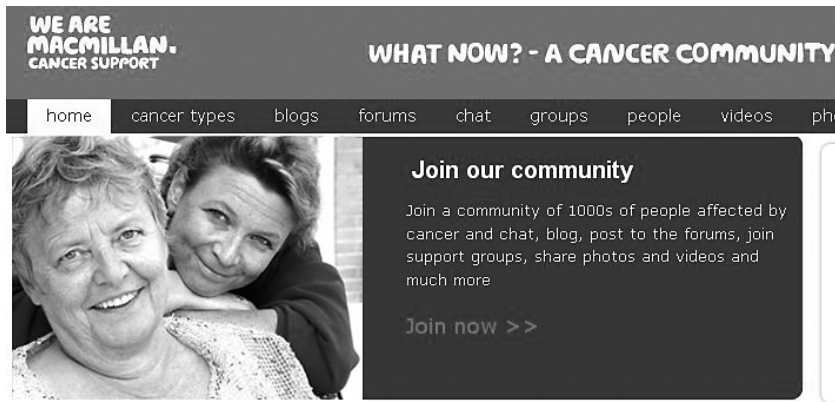 WE ARE
MACMILLAN.
CANCER SUPPORT
WHAT NOW? - A CANCER COMMUNITY
home cancer types blogs forums chat groups people videos
Join our community
Join a community of 1000s of people affected by
cancer and chat, blog, post to the forums, join
support groups, share photos and videos and
much more
Join now >>